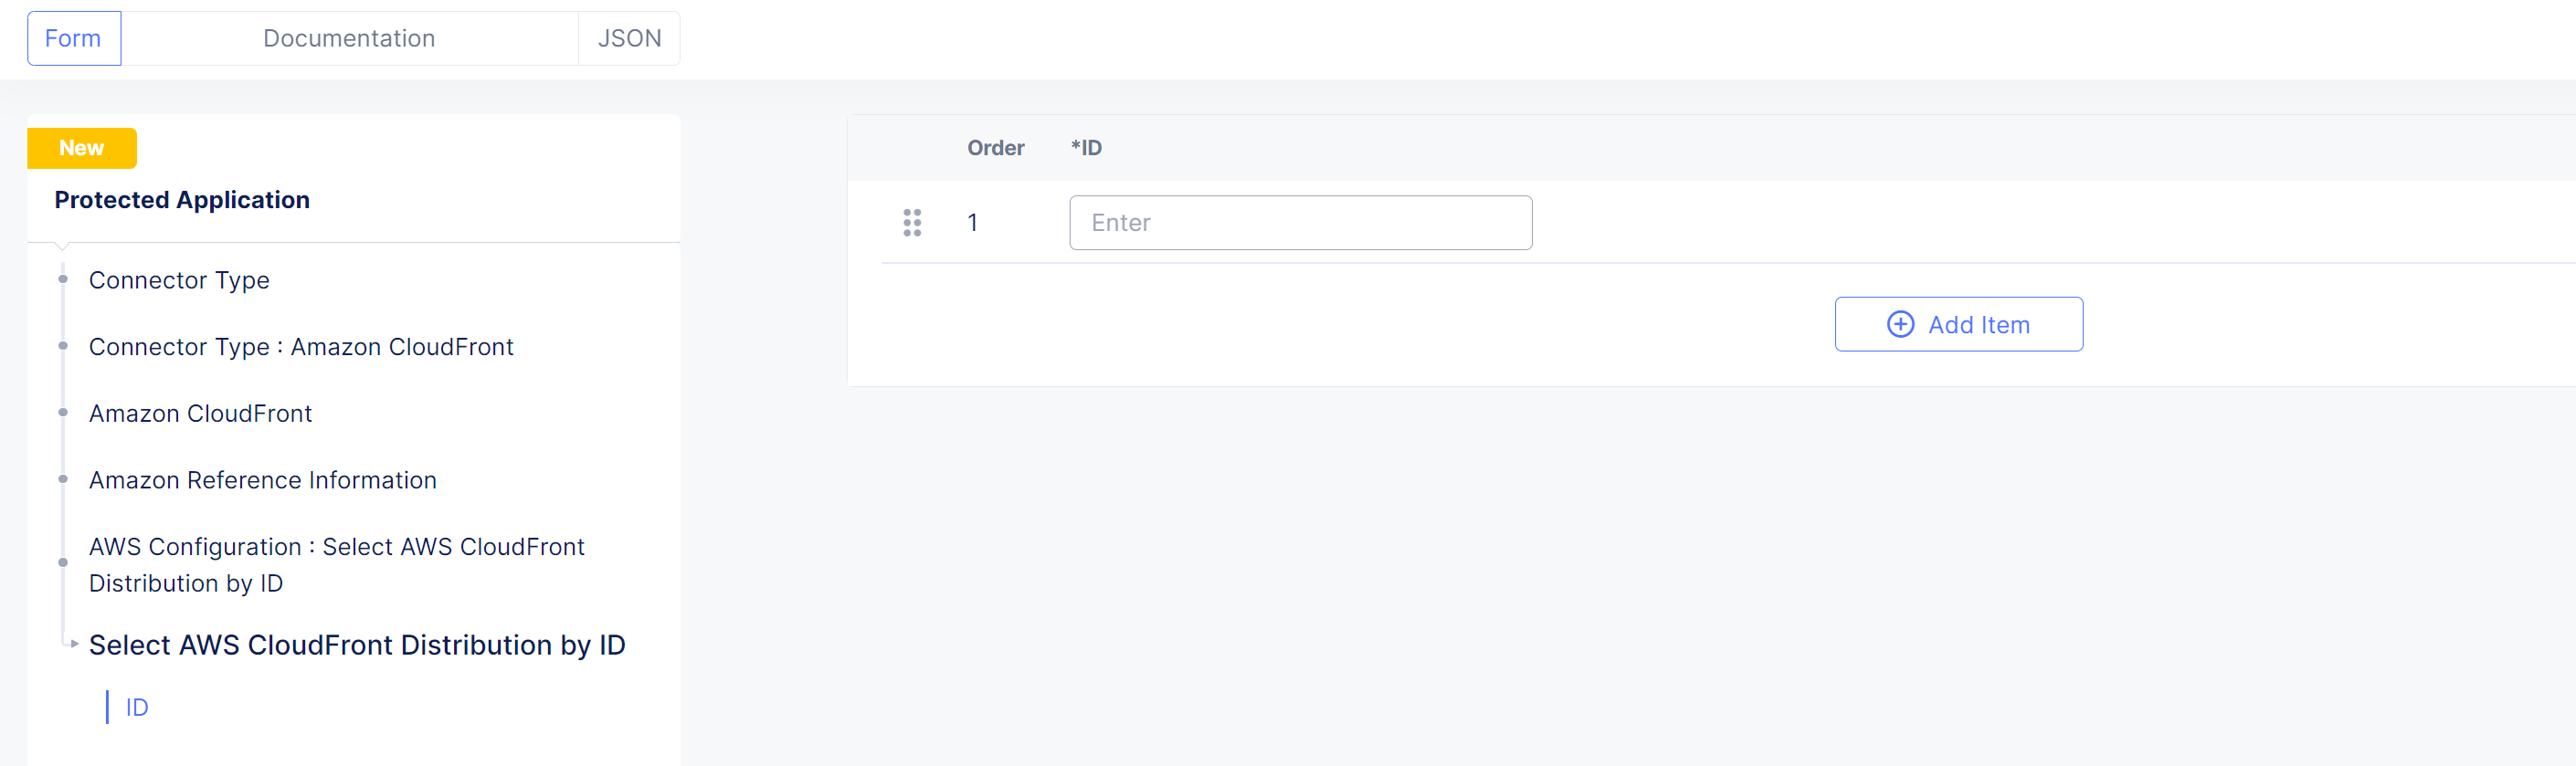 Form Documentation JSON
New
Protected Application
Connector Type
Connector Type : Amazon CloudFront
Amazon CloudFront
Amazon Reference Information
AWS Configuration : Select AWS CloudFront
Distribution by ID
Select AWS CloudFront Distribution by ID
ID
Order *ID
1 Enter
Add Item